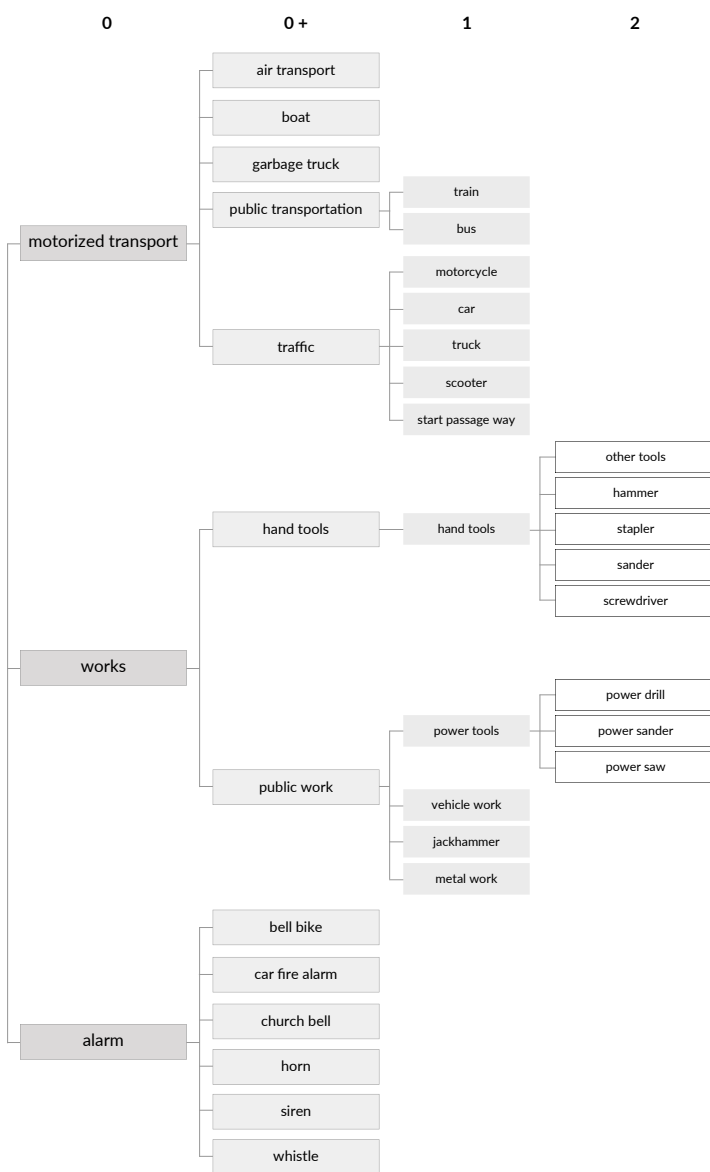 0 0 + 1 2
air transport
boat
garbage truck
train
public transportation
bus
motorized transport
motorcycle
car
traffic
truck
scooter
start passage way
other tools
hammer
hand tools
hand tools
stapler
sander
screwdriver
works
power drill
power tools
power sander
power saw
public work
vehicle work
jackhammer
metal work
bell bike
car fire alarm
church bell
alarm
horn
siren
whistle